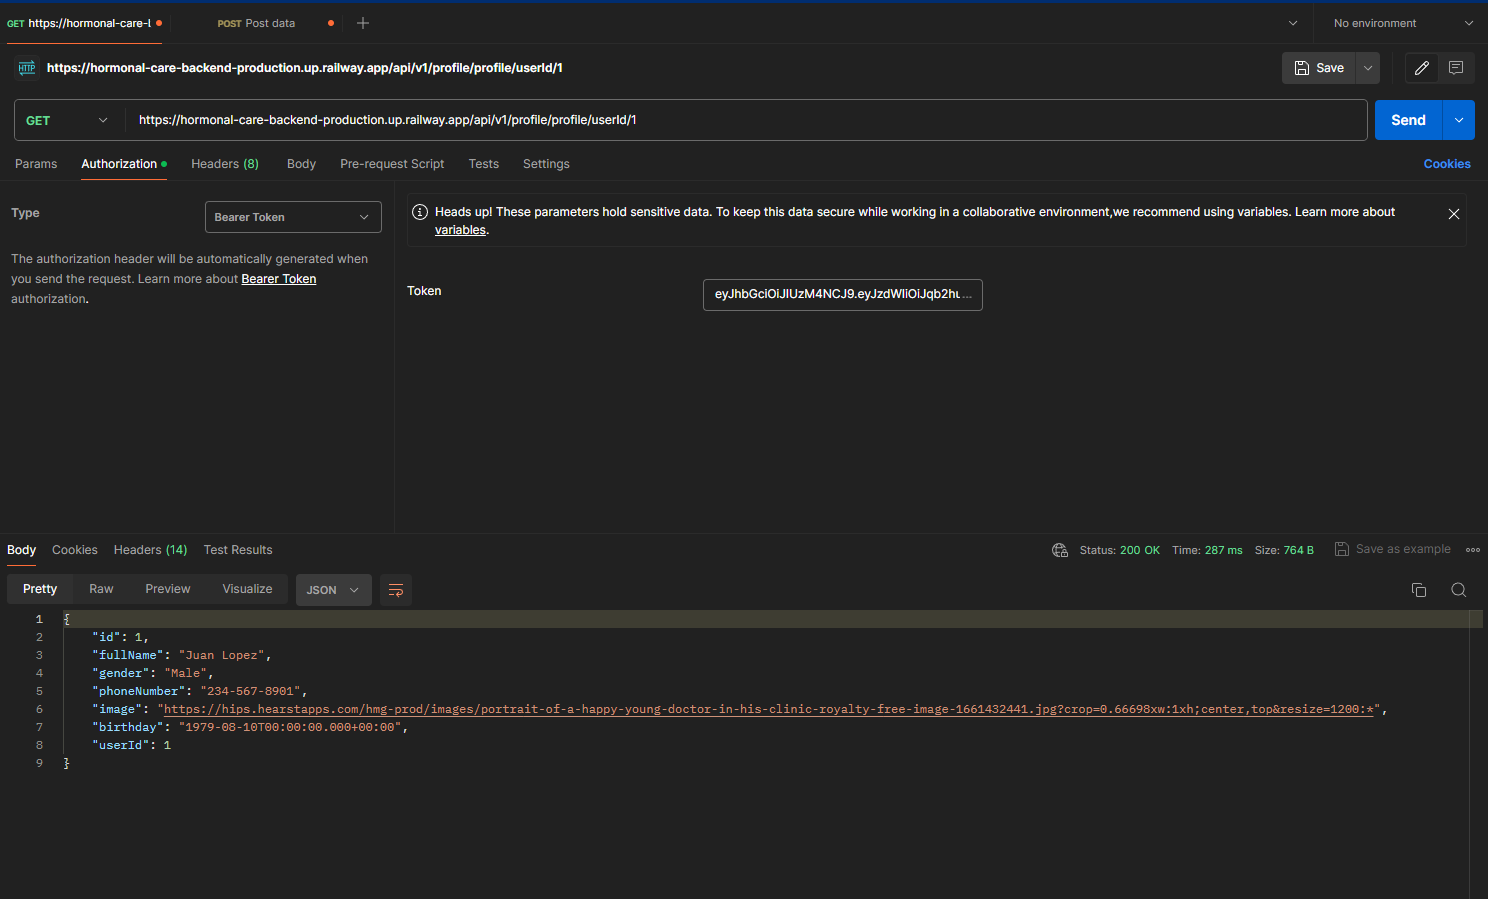 GET https://hormonal-care-l
POST Post data
No environment
HTTP https://hormonal-care-backend-production.up.railway.app/api/v1/profile/profile/userId/1
Save
GET https://hormonal-care-backend-production.up.railway.app/api/v1/profile/profile/userId/1
Send
Params Authorization Headers (8) Body Pre-request Script Tests Settings Cookies
Type Bearer Token
The authorization header will be automatically generated when
you send the request. Learn more about Bearer Token
authorization.
Heads up! These parameters hold sensitive data. To keep this data secure while working in a collaborative environment,we recommend using variables. Learn more about
variables.
Token eyJhbGciOiJIUzM4NCJ9.eyJzdWIiOiJqb2hu...
Body Cookies Headers (14) Test Results Status: 200 OK Time: 287 ms Size: 764 B Save as example
Pretty Raw Preview Visualize JSON
1 {
2 "id": 1,
3 "fullName": "Juan Lopez",
4 "gender": "Male",
5 "phoneNumber": "234-567-8901",
6 "image": "https://hips.hearstapps.com/hmg-prod/images/portrait-of-a-happy-young-doctor-in-his-clinic-royalty-free-image-1661432441.jpg?crop=0.66698xw:1xh;center,top&resize=1200:*",
7 "birthday": "1979-08-10T00:00:00.000+00:00",
8 "userId": 1
9 }